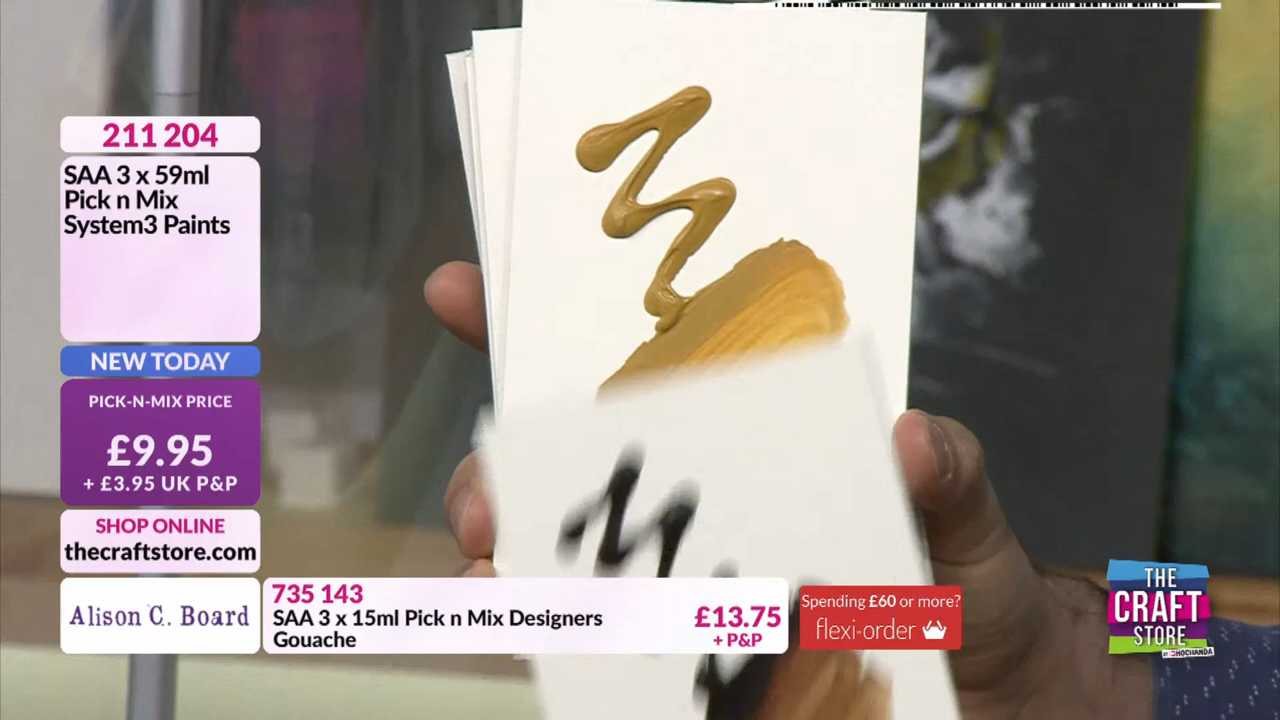 211 204
SAA 3 x 59ml
Pick n Mix
System3 Paints
NEW TODAY
PICK-N-MIX PRICE
£9.95
+ £3.95 UK P&P
SHOP ONLINE
thecraftstore.com
Alison C. Board
735 143
SAA 3 x 15ml Pick n Mix Designers
Gouache
£13.75
+ P&P
Spending £60 or more?
flexi-order
THE
CRAFT
STORE
BY HOCHANDA